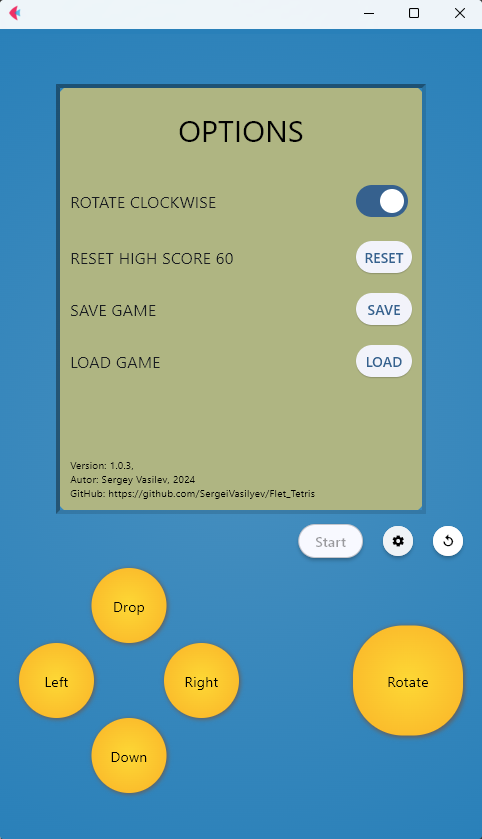 OPTIONS
ROTATE CLOCKWISE
RESET HIGH SCORE 60 RESET
SAVE GAME SAVE
LOAD GAME LOAD
Version: 1.0.3,
Autor: Sergey Vasilev, 2024
GitHub: https://github.com/SergeiVasilyev/Flet_Tetris
Start
Drop
Left Right Rotate
Down